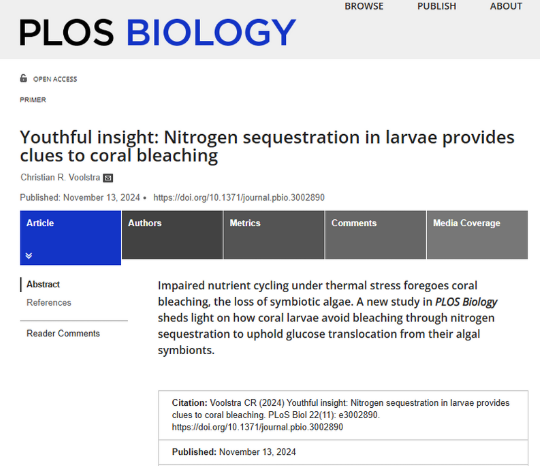 BROWSE PUBLISH ABOUT
PLOS BIOLOGY
OPEN ACCESS
PRIMER
Youthful insight: Nitrogen sequestration in larvae provides
clues to coral bleaching
Christian R. Voolstra
Published: November 13, 2024 • https://doi.org/10.1371/journal.pbio.3002890
Article Authors Metrics Comments Media Coverage
Abstract
References
Reader Comments
Impaired nutrient cycling under thermal stress foregoes coral
bleaching, the loss of symbiotic algae. A new study in PLOS Biology
sheds light on how coral larvae avoid bleaching through nitrogen
sequestration to uphold glucose translocation from their algal
symbionts.
Citation: Voolstra CR (2024) Youthful insight: Nitrogen sequestration in larvae provides
clues to coral bleaching. PLoS Biol 22(11): e3002890.
https://doi.org/10.1371/journal.pbio.3002890
Published: November 13, 2024